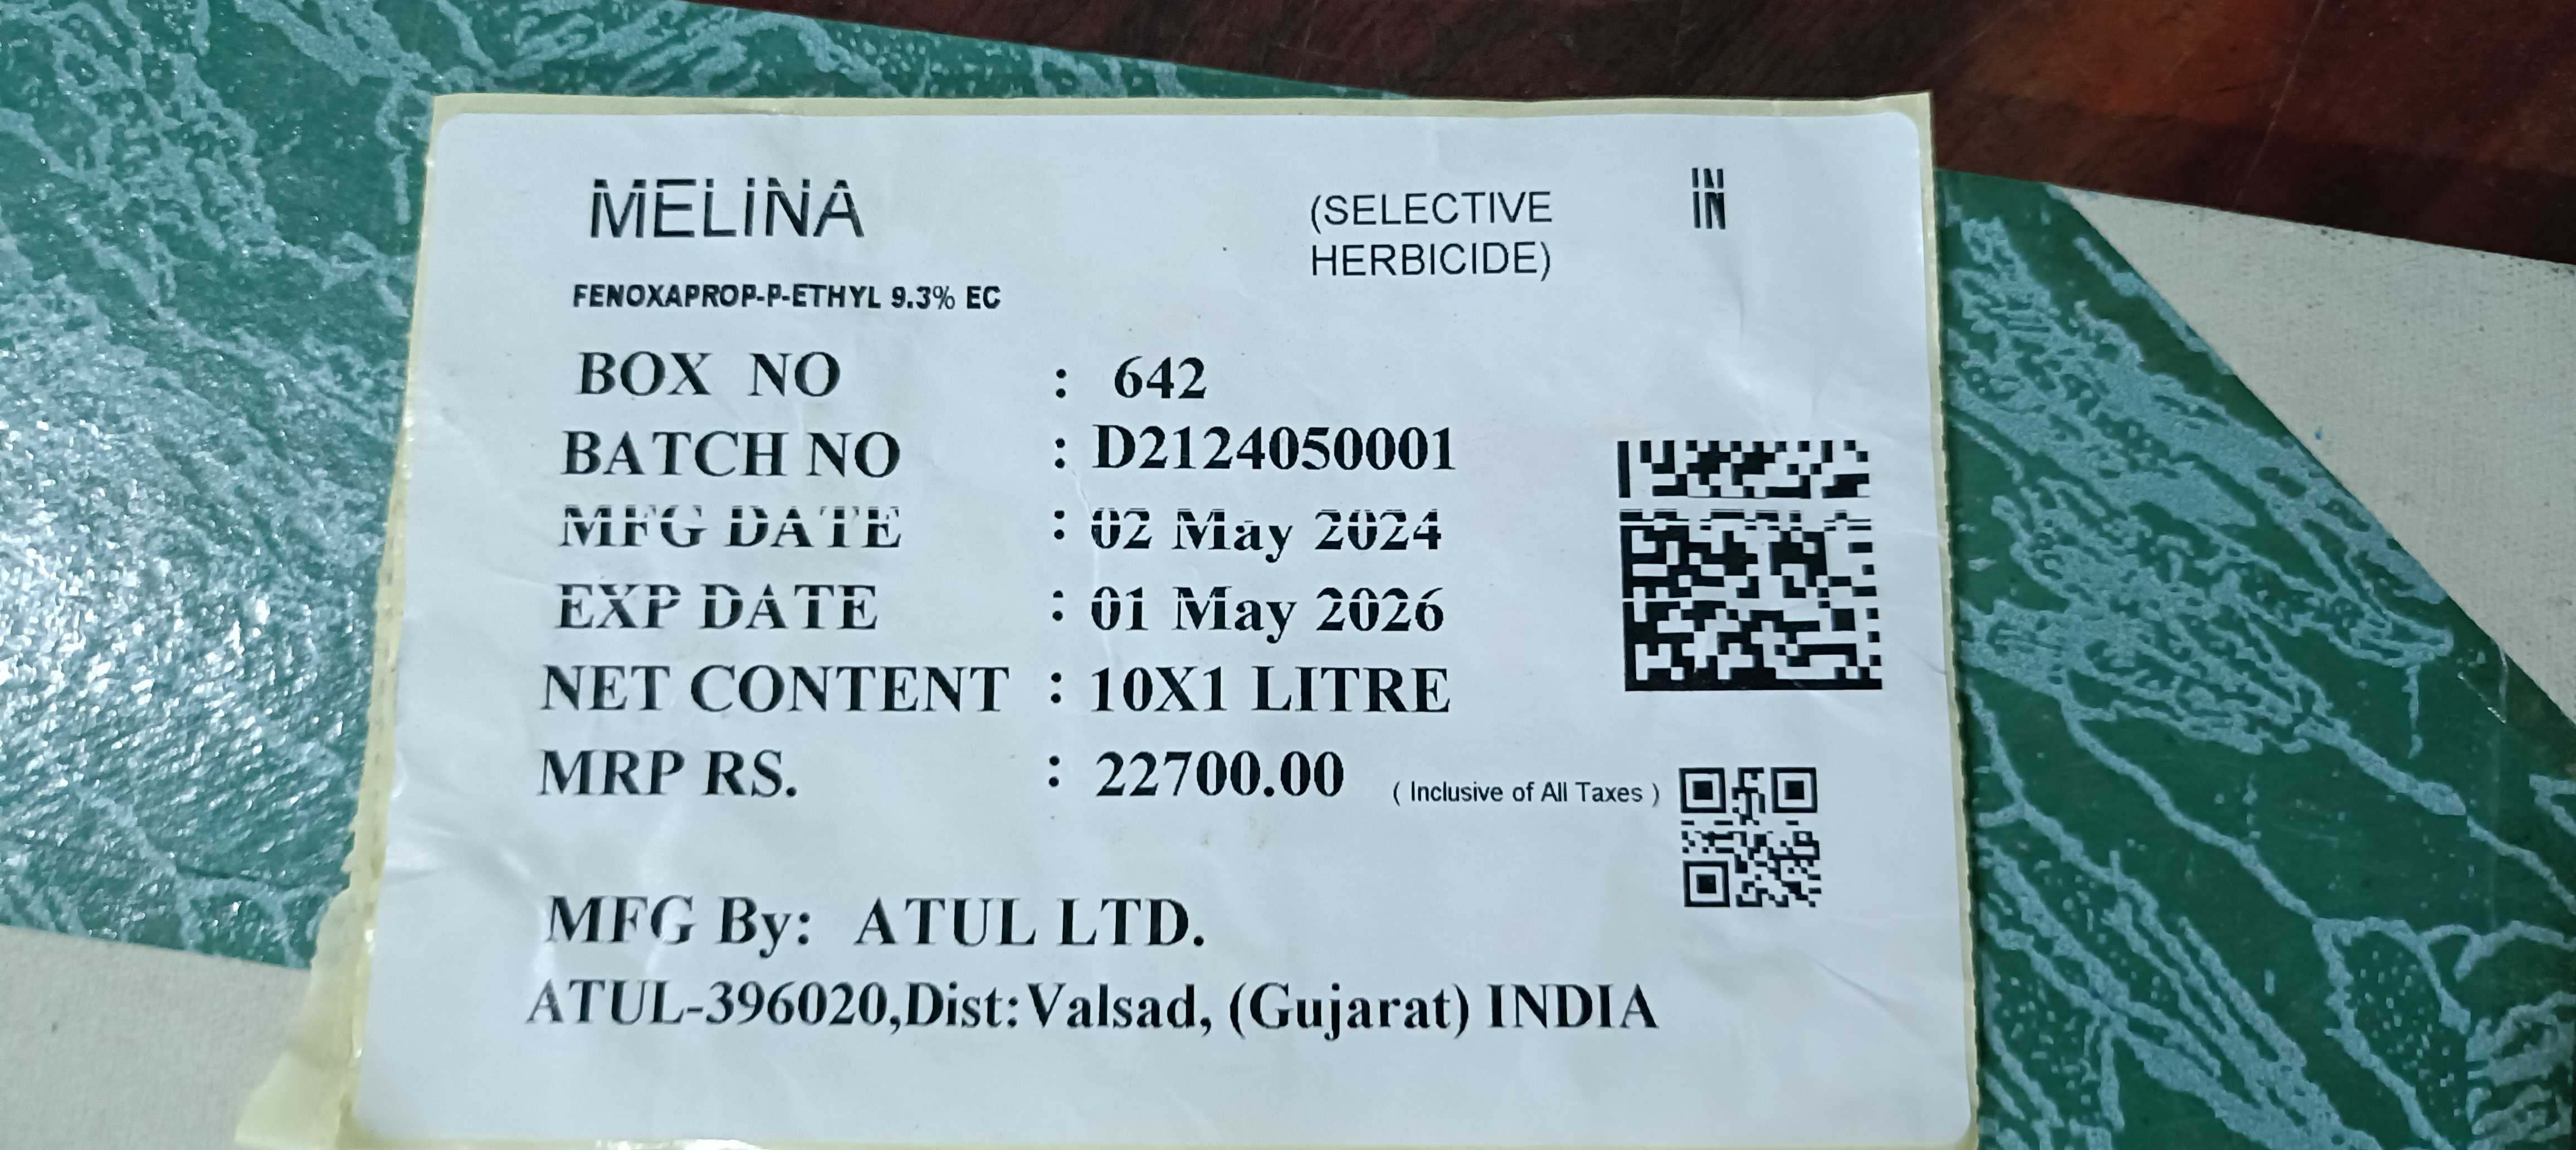 MELINA
(SELECTIVE
HERBICIDE)
IN
FENOXAPROP-P-ETHYL 9.3% EC
BOX NO : 642
BATCH NO : D2124050001
MFG DATE : 02 May 2024
EXP DATE : 01 May 2026
NET CONTENT : 10X1 LITRE
MRP RS. : 22700.00 ( Inclusive of All Taxes )
MFG By: ATUL LTD.
ATUL-396020,Dist:Valsad, (Gujarat) INDIA